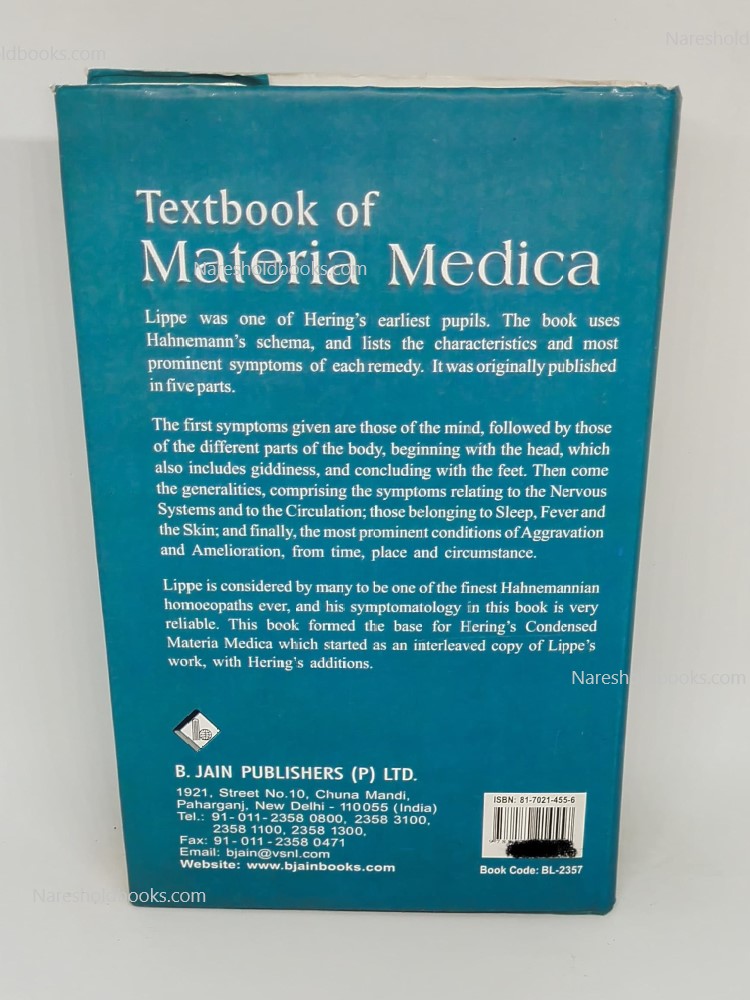 oldbooks.com
Nareshold
Textbook of
Materia Medica
Naresholdbooks.com
Lippe was one of Hering's earliest pupils. The book uses
Hahnemann's schema, and lists the characteristics and most
prominent symptoms of each remedy. It was originally published
in five parts.
The first symptoms given are those of the mind, followed by those
of the different parts of the body, beginning with the head, which
also includes giddiness, and concluding with the feet. Then come
the generalities, comprising the symptoms relating to the Nervous
Systems and to the Circulation; those belonging to Sleep, Fever and
the Skin; and finally, the most prominent conditions of Aggravation
and Amelioration, from time, place and circumstance.
Lippe is considered by many to be one of the finest Hahnemannian
homoeopaths ever, and his symptomatology in this book is very
reliable. This book formed the base for Hering's Condensed
Materia Medica which started as an interleaved copy of Lippe's
work, with Hering's additions.
Naresholdbooks.com
B. JAIN PUBLISHERS (P) LTD.
1921, Street No.10, Chuna Mandi,
Paharganj, New Delhi - 110055 (India)
Tel.: 91-011-2358 0800, 2358 3100,
2358 1100, 2358 1300,
Fax: 91-011-2358 0471
Email: bjain@vsnl.com
Website: www.bjainbooks.com
ISBN: 81-7021-455-6
Book Code: BL-2357
Naresholdbooks.com